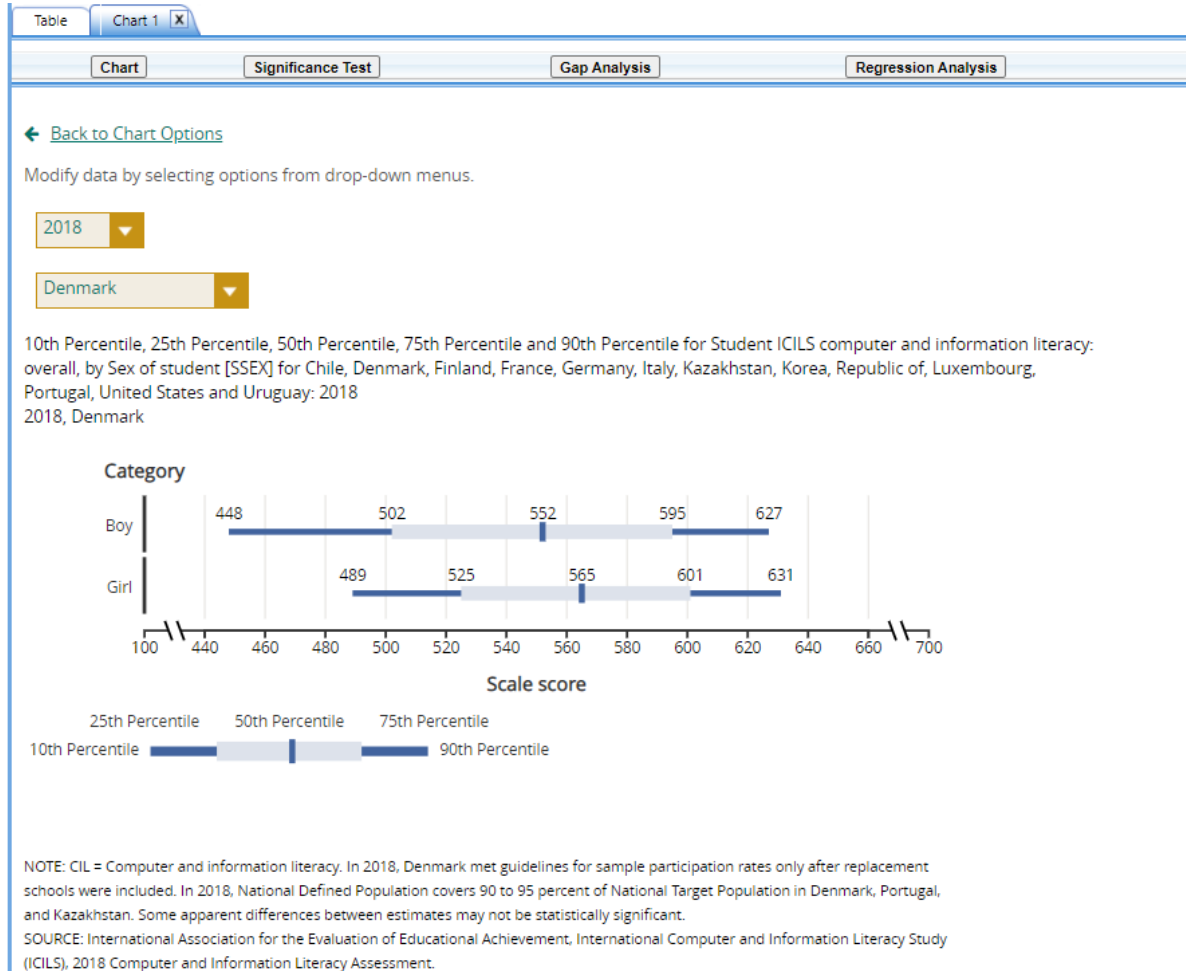 Table Chart 1 X
Chart Significance Test Gap Analysis Regression Analysis
Back to Chart Options
Modify data by selecting options from drop-down menus.
2018
Denmark
10th Percentile, 25th Percentile, 50th Percentile, 75th Percentile and 90th Percentile for Student ICILS computer and information literacy:
overall, by Sex of student [SSEX] for Chile, Denmark, Finland, France, Germany, Italy, Kazakhstan, Korea, Republic of, Luxembourg,
Portugal, United States and Uruguay: 2018
2018, Denmark
Category
448 502 552 595 627
Boy
489 525 565 601 631
Girl
100 440 460 480 500 520 540 560 580 600 620 640 660 700
Scale score
25th Percentile 50th Percentile 75th Percentile
10th Percentile 90th Percentile
NOTE: CIL = Computer and information literacy. In 2018, Denmark met guidelines for sample participation rates only after replacement
schools were included. In 2018, National Defined Population covers 90 to 95 percent of National Target Population in Denmark, Portugal,
and Kazakhstan. Some apparent differences between estimates may not be statistically significant.
SOURCE: International Association for the Evaluation of Educational Achievement, International Computer and Information Literacy Study
(ICILS), 2018 Computer and Information Literacy Assessment.